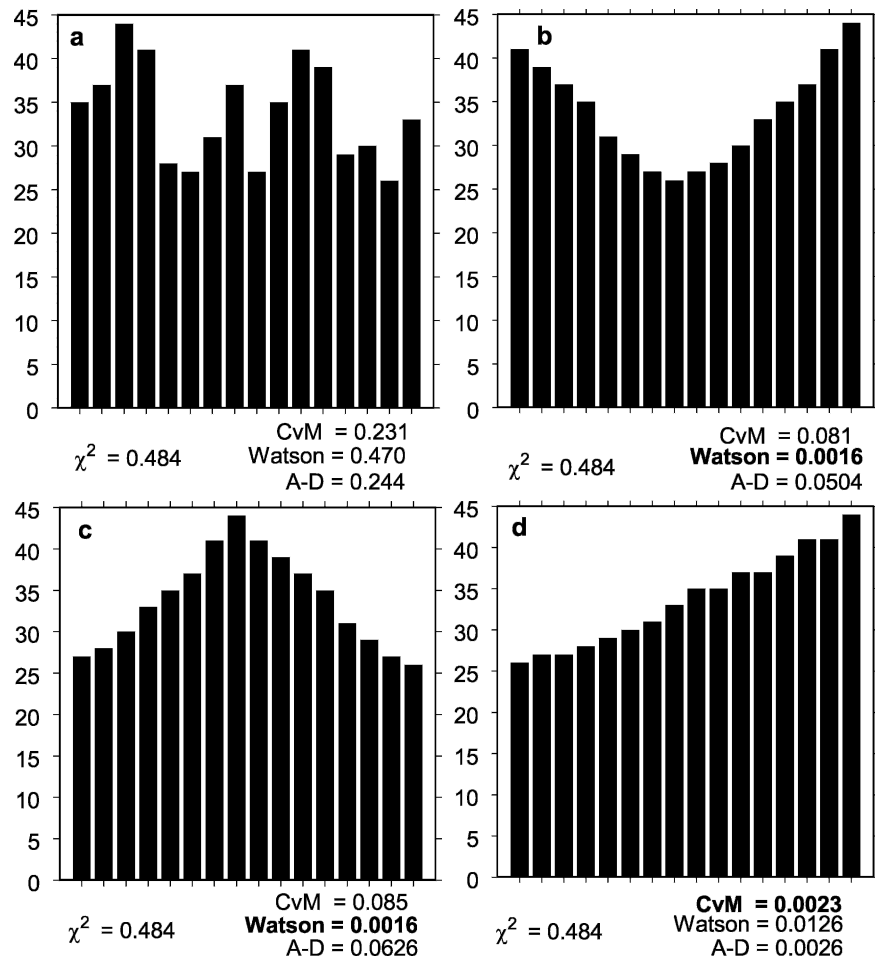 a
45
40
35
30
25
20
15
10
5
0
χ² = 0.484
CvM = 0.231
Watson = 0.470
A-D = 0.244
b
45
40
35
30
25
20
15
10
5
0
χ² = 0.484
CvM = 0.081
Watson = 0.0016
A-D = 0.0504
c
45
40
35
30
25
20
15
10
5
0
χ² = 0.484
CvM = 0.085
Watson = 0.0016
A-D = 0.0626
d
45
40
35
30
25
20
15
10
5
0
χ² = 0.484
CvM = 0.0023
Watson = 0.0126
A-D = 0.0026